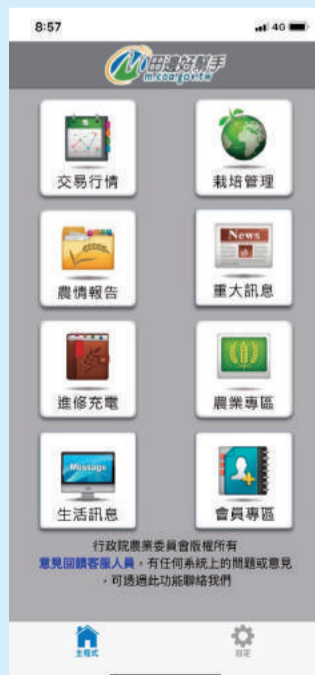 8:57
4G
田邊好幫手
m.coa.gov.tw
交易行情
栽培管理
News
農情報告
重大訊息
進修充電
農業專區
Message
生活訊息
會員專區
行政院農業委員會版權所有
意見回饋客服人員，有任何系統上的問題或意見
，可透過此功能聯絡我們
主程式
設定